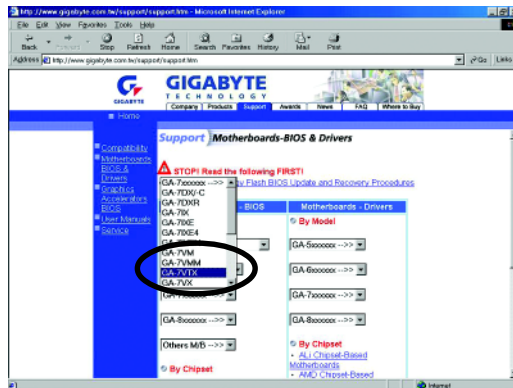 http://www.gigabyte.com.tw/support/support.htm - Microsoft Internet Explorer
File Edit View Favorites Tools Help
Back Stop Refresh Home Search Favorites History Mail Print
Address http://www.gigabyte.com.tw/support/support.htm Go Links
GIGABYTE
GIGABYTE
TECHNOLOGY
Company Products Support Awards News FAQ Where to Buy
Home
Support Motherboards-BIOS & Drivers
Compatibility
Motherboards
BIOS &
Drivers
Graphics
Accelerators
BIOS
User Manuals
Service
STOP! Read the following FIRST!
Flash BIOS Update and Recovery Procedures
GA-7xxxxxx -->>
GA-7DX/-C
GA-7DXR
GA-7IX
GA-7IXE
GA-7IXE4
GA-7VM
GA-7VMM
GA-7VTX
GA-7VX
- BIOS
Motherboards - Drivers
By Model
GA-5xxxxxx -->>
GA-6xxxxxx -->>
GA-7xxxxxx -->>
GA-8xxxxxx -->>
GA-8xxxxxx -->>
Others M/B -->>
By Chipset
By Chipset
ALi Chipset-Based
Motherboards
AMD Chipset-Based
Internet